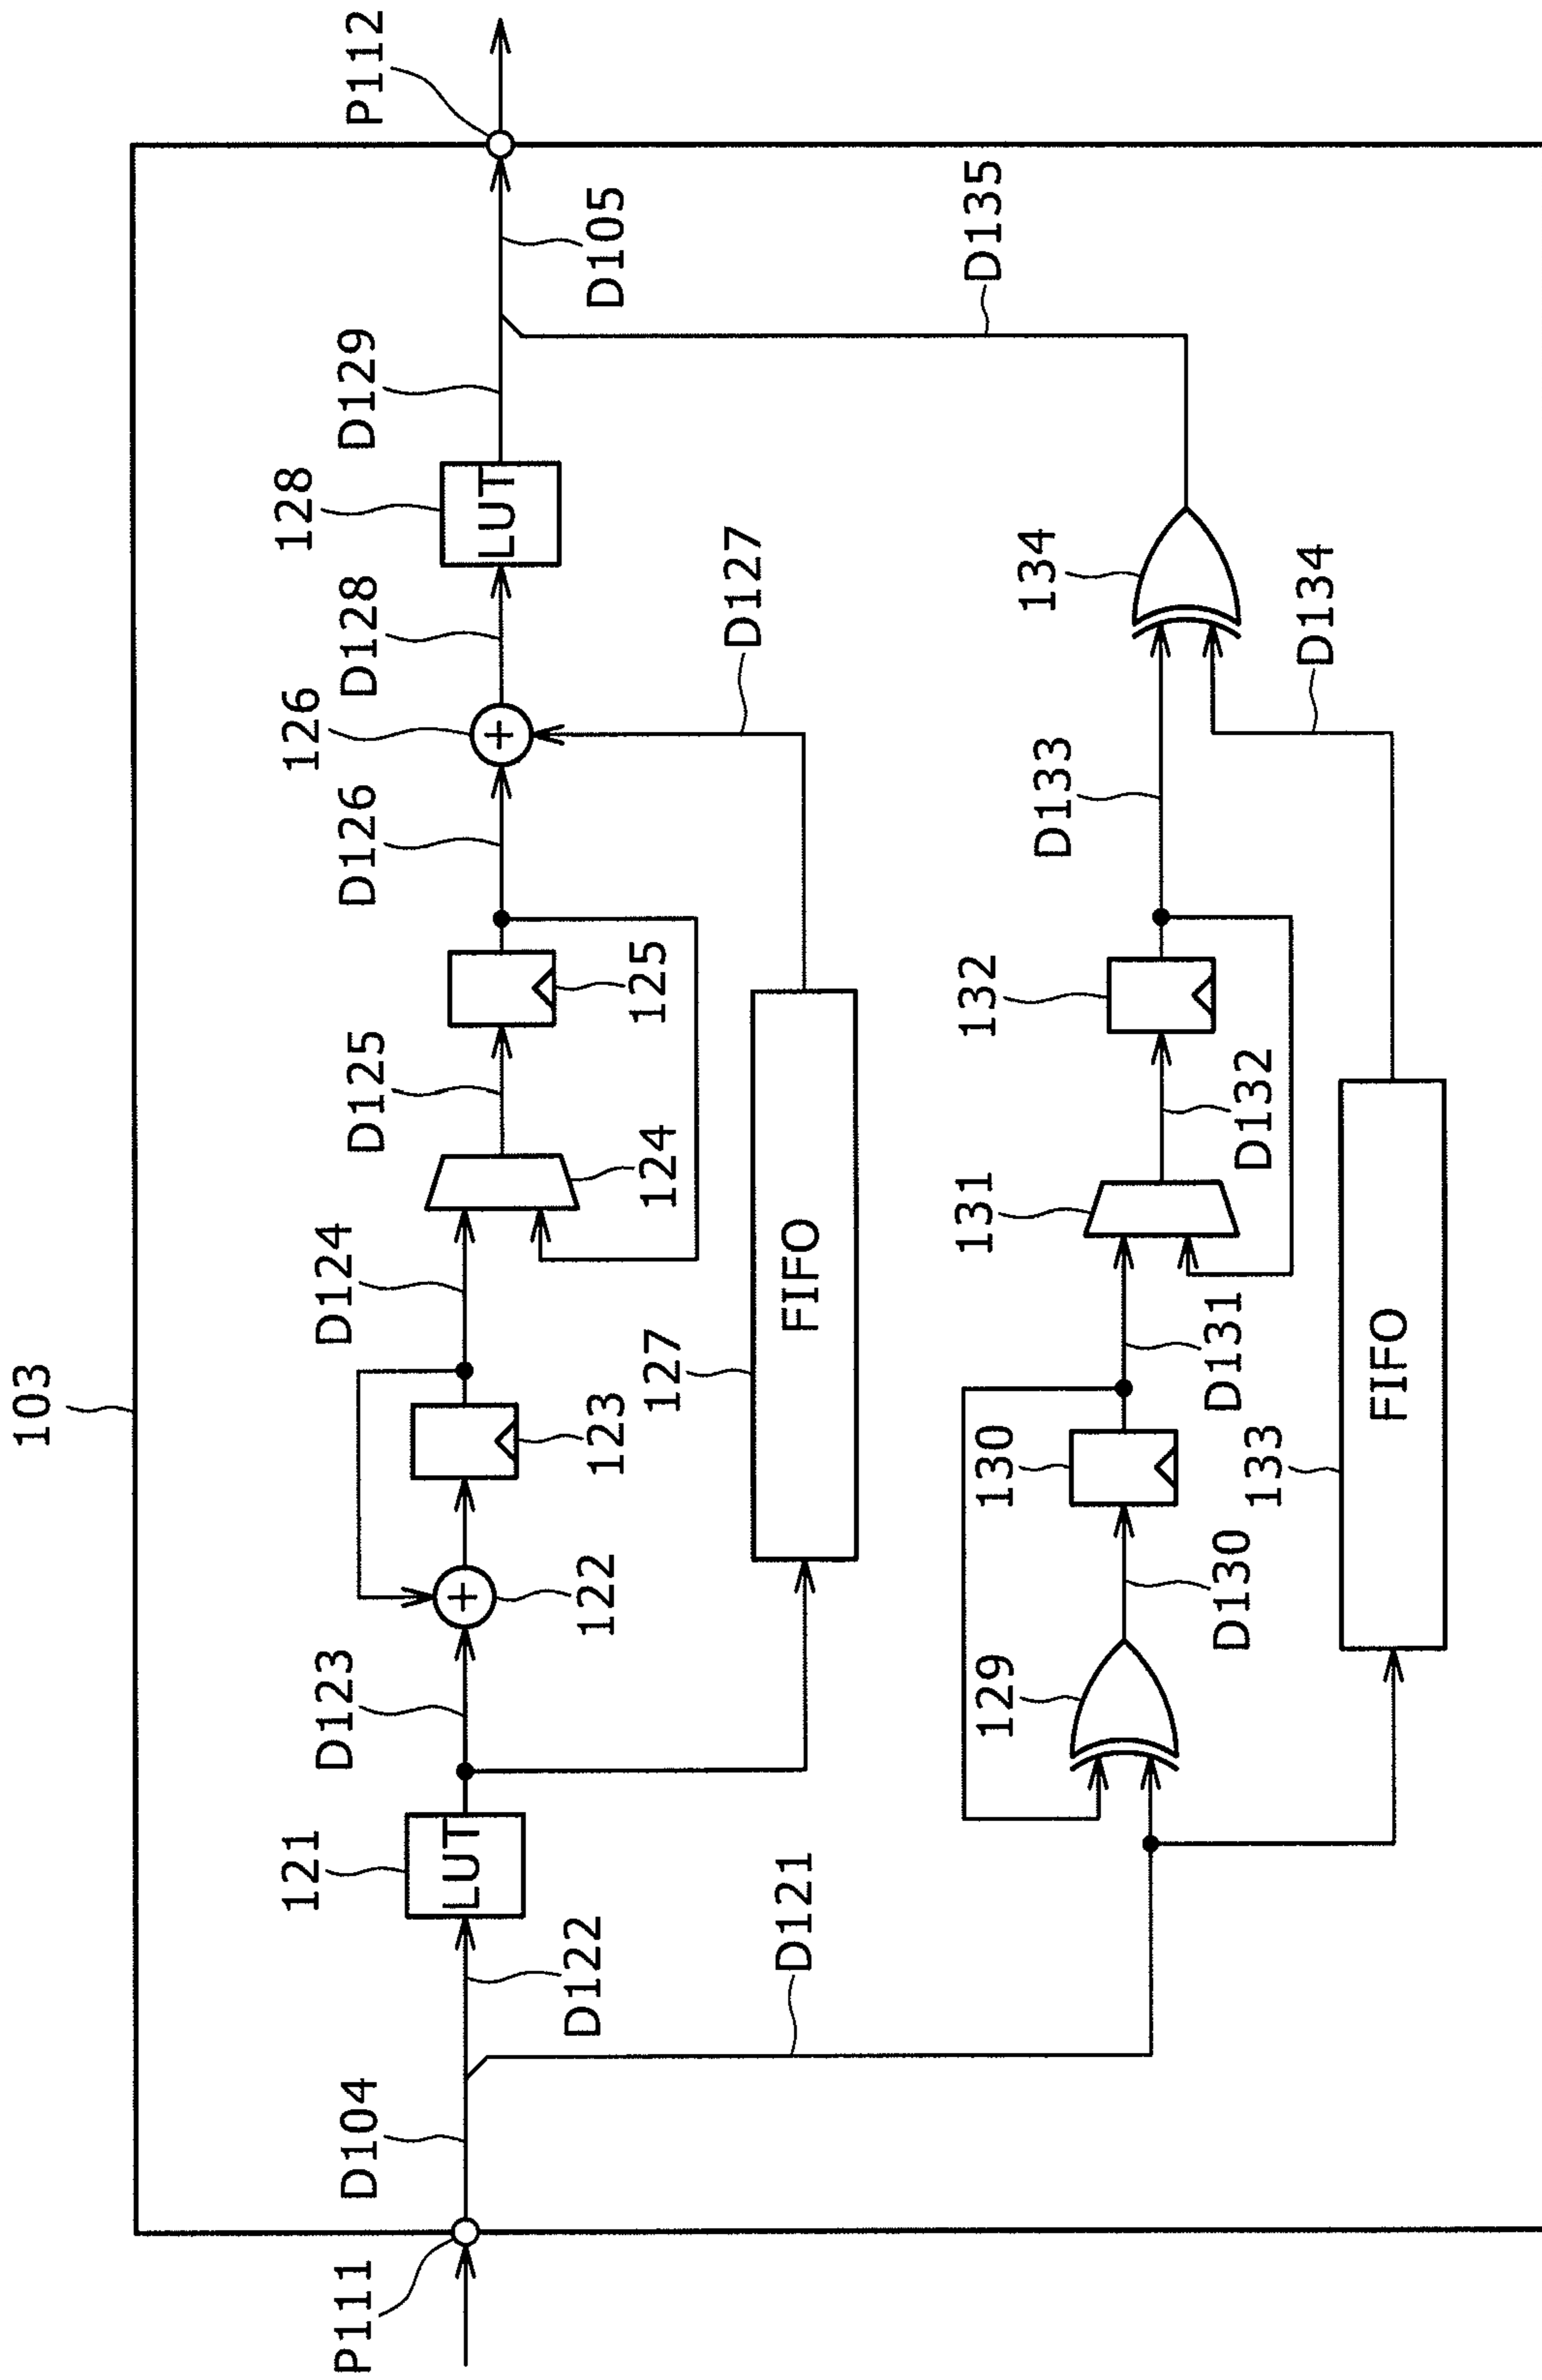 103
P111
D104
D122
121
LUT
D123
122
123
D124
124
D125
125
D126
126
D128
128
LUT
D129
D105
P112
127
FIFO
D127
D121
129
D130
130
D131
131
D132
132
D133
134
D135
133
FIFO
D134